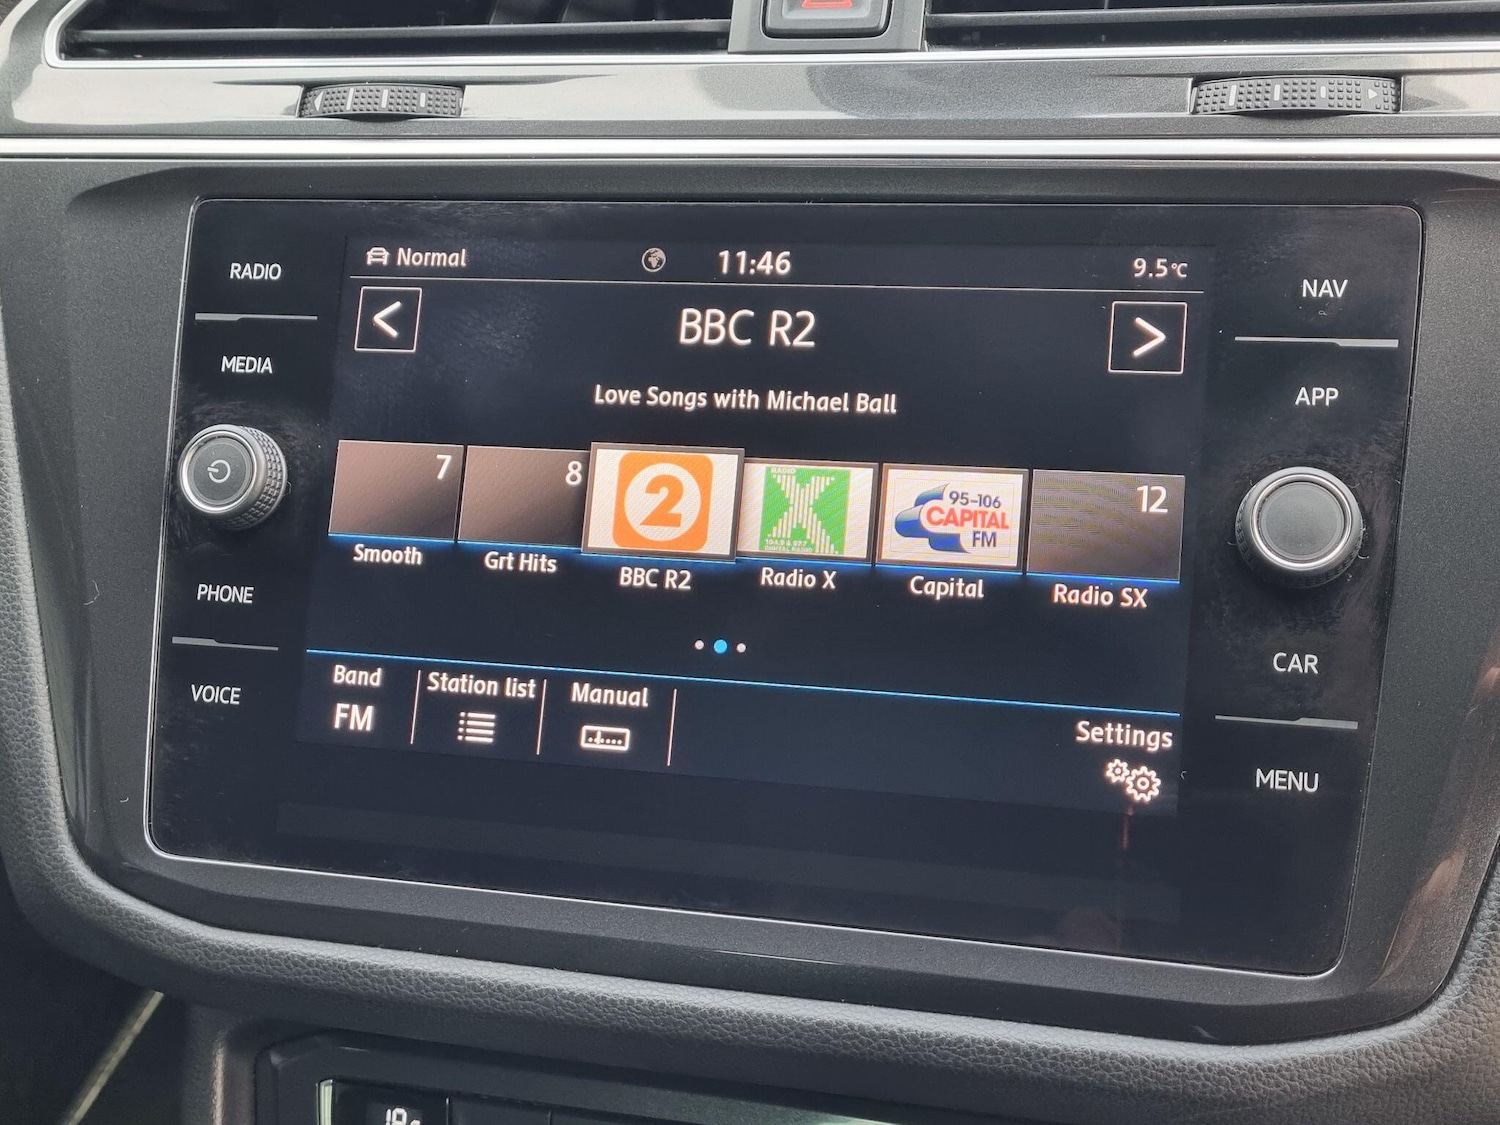 RADIO
MEDIA
PHONE
VOICE
Normal
11:46
9.5°C
<
BBC R2
>
Love Songs with Michael Ball
7
8
2
RADIO
X
95-106
CAPITAL
FM
12
Smooth
Grt Hits
BBC R2
Radio X
Capital
Radio SX
Band
FM
Station list
Manual
Settings
NAV
APP
CAR
MENU